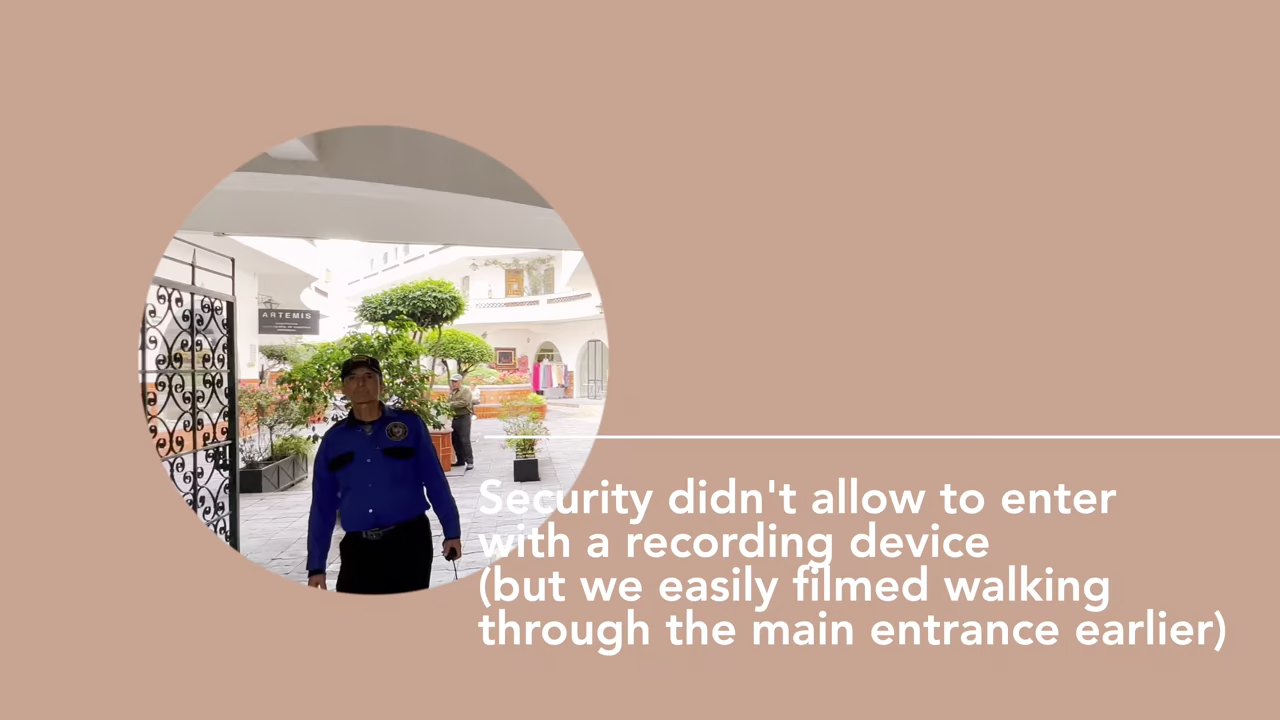 ARTEMIS
Security didn't allow to enter
with a recording device
(but we easily filmed walking
through the main entrance earlier)